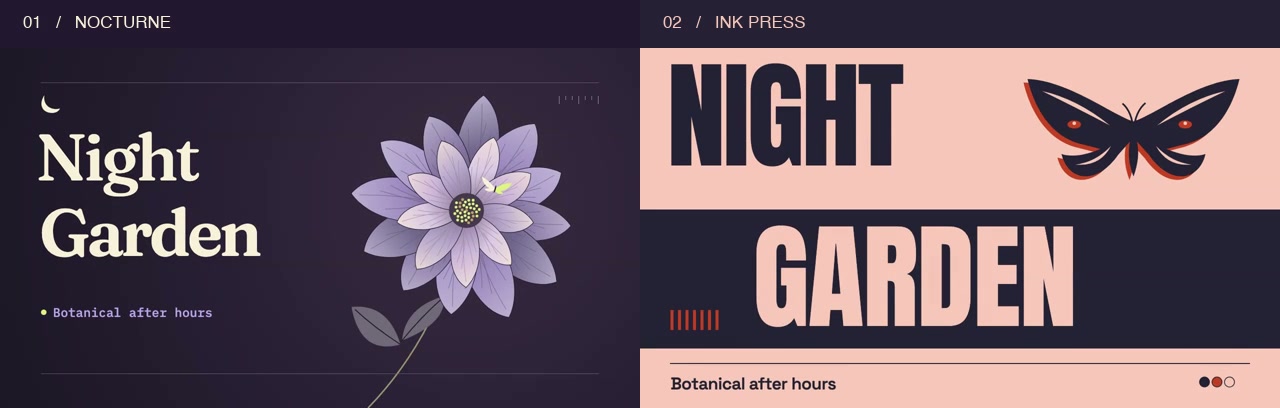 01 / NOCTURNE
Night
Garden
Botanical after hours
02 / INK PRESS
NIGHT
GARDEN
Botanical after hours